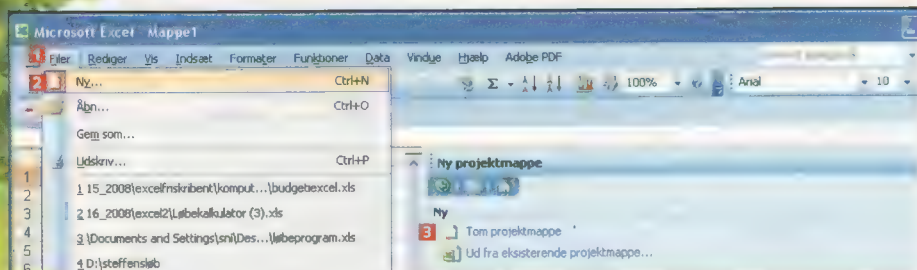 Microsoft Excel - Mappe1
1 Filer Rediger Vis Indsæt Formater Funktioner Data Vindue Hjælp Adobe PDF
2 Ny... Ctrl+N
Σ 100% Arial 10
Åbn... Ctrl+O
Gem som...
Udskriv... Ctrl+P
Ny projektmappe
1 15_2008\excelfnskribent\komput...\budgetexcel.xls
2 16_2008\excel2\Løbekalkulator (3).xls
Ny
3 Tom projektmappe
3 \Documents and Settings\sni\Des...\løbeprogram.xls
Ud fra eksisterende projektmappe...
4 D:\steffensløb
1
2
3
4
5
6